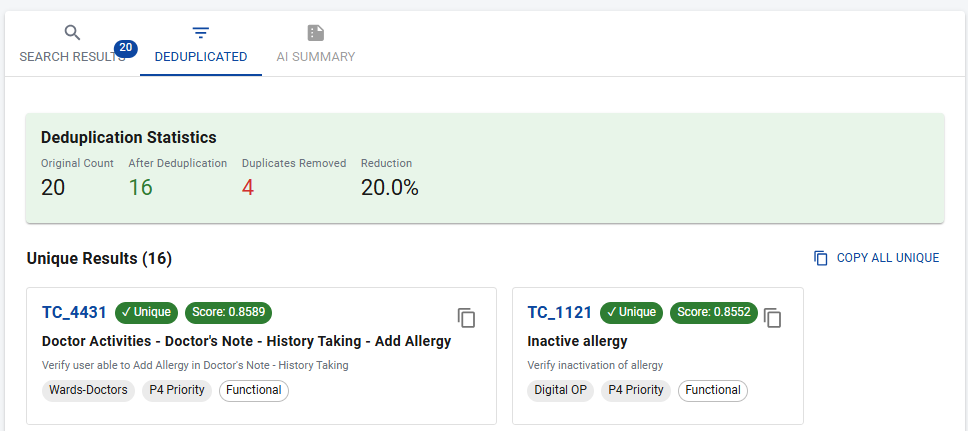 SEARCH RESULTS 20 DEDUPLICATED AI SUMMARY
Deduplication Statistics
Original Count After Deduplication Duplicates Removed Reduction
20 16 4 20.0%
Unique Results (16) COPY ALL UNIQUE
TC_4431 ✓ Unique Score: 0.8589
Doctor Activities - Doctor's Note - History Taking - Add Allergy
Verify user able to Add Allergy in Doctor's Note - History Taking
Wards-Doctors P4 Priority Functional
TC_1121 ✓ Unique Score: 0.8552
Inactive allergy
Verify inactivation of allergy
Digital OP P4 Priority Functional